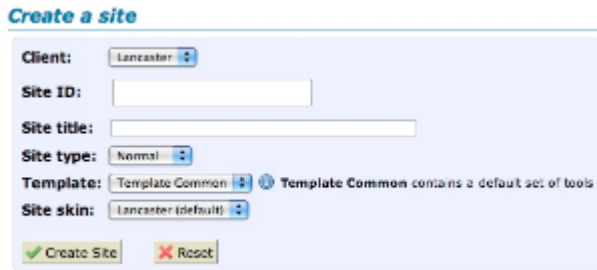 Create a site
Client: Lancaster
Site ID:
Site title:
Site type: Normal
Template: Template Common Template Common contains a default set of tools
Site skin: Lancaster (default)
Create Site Reset